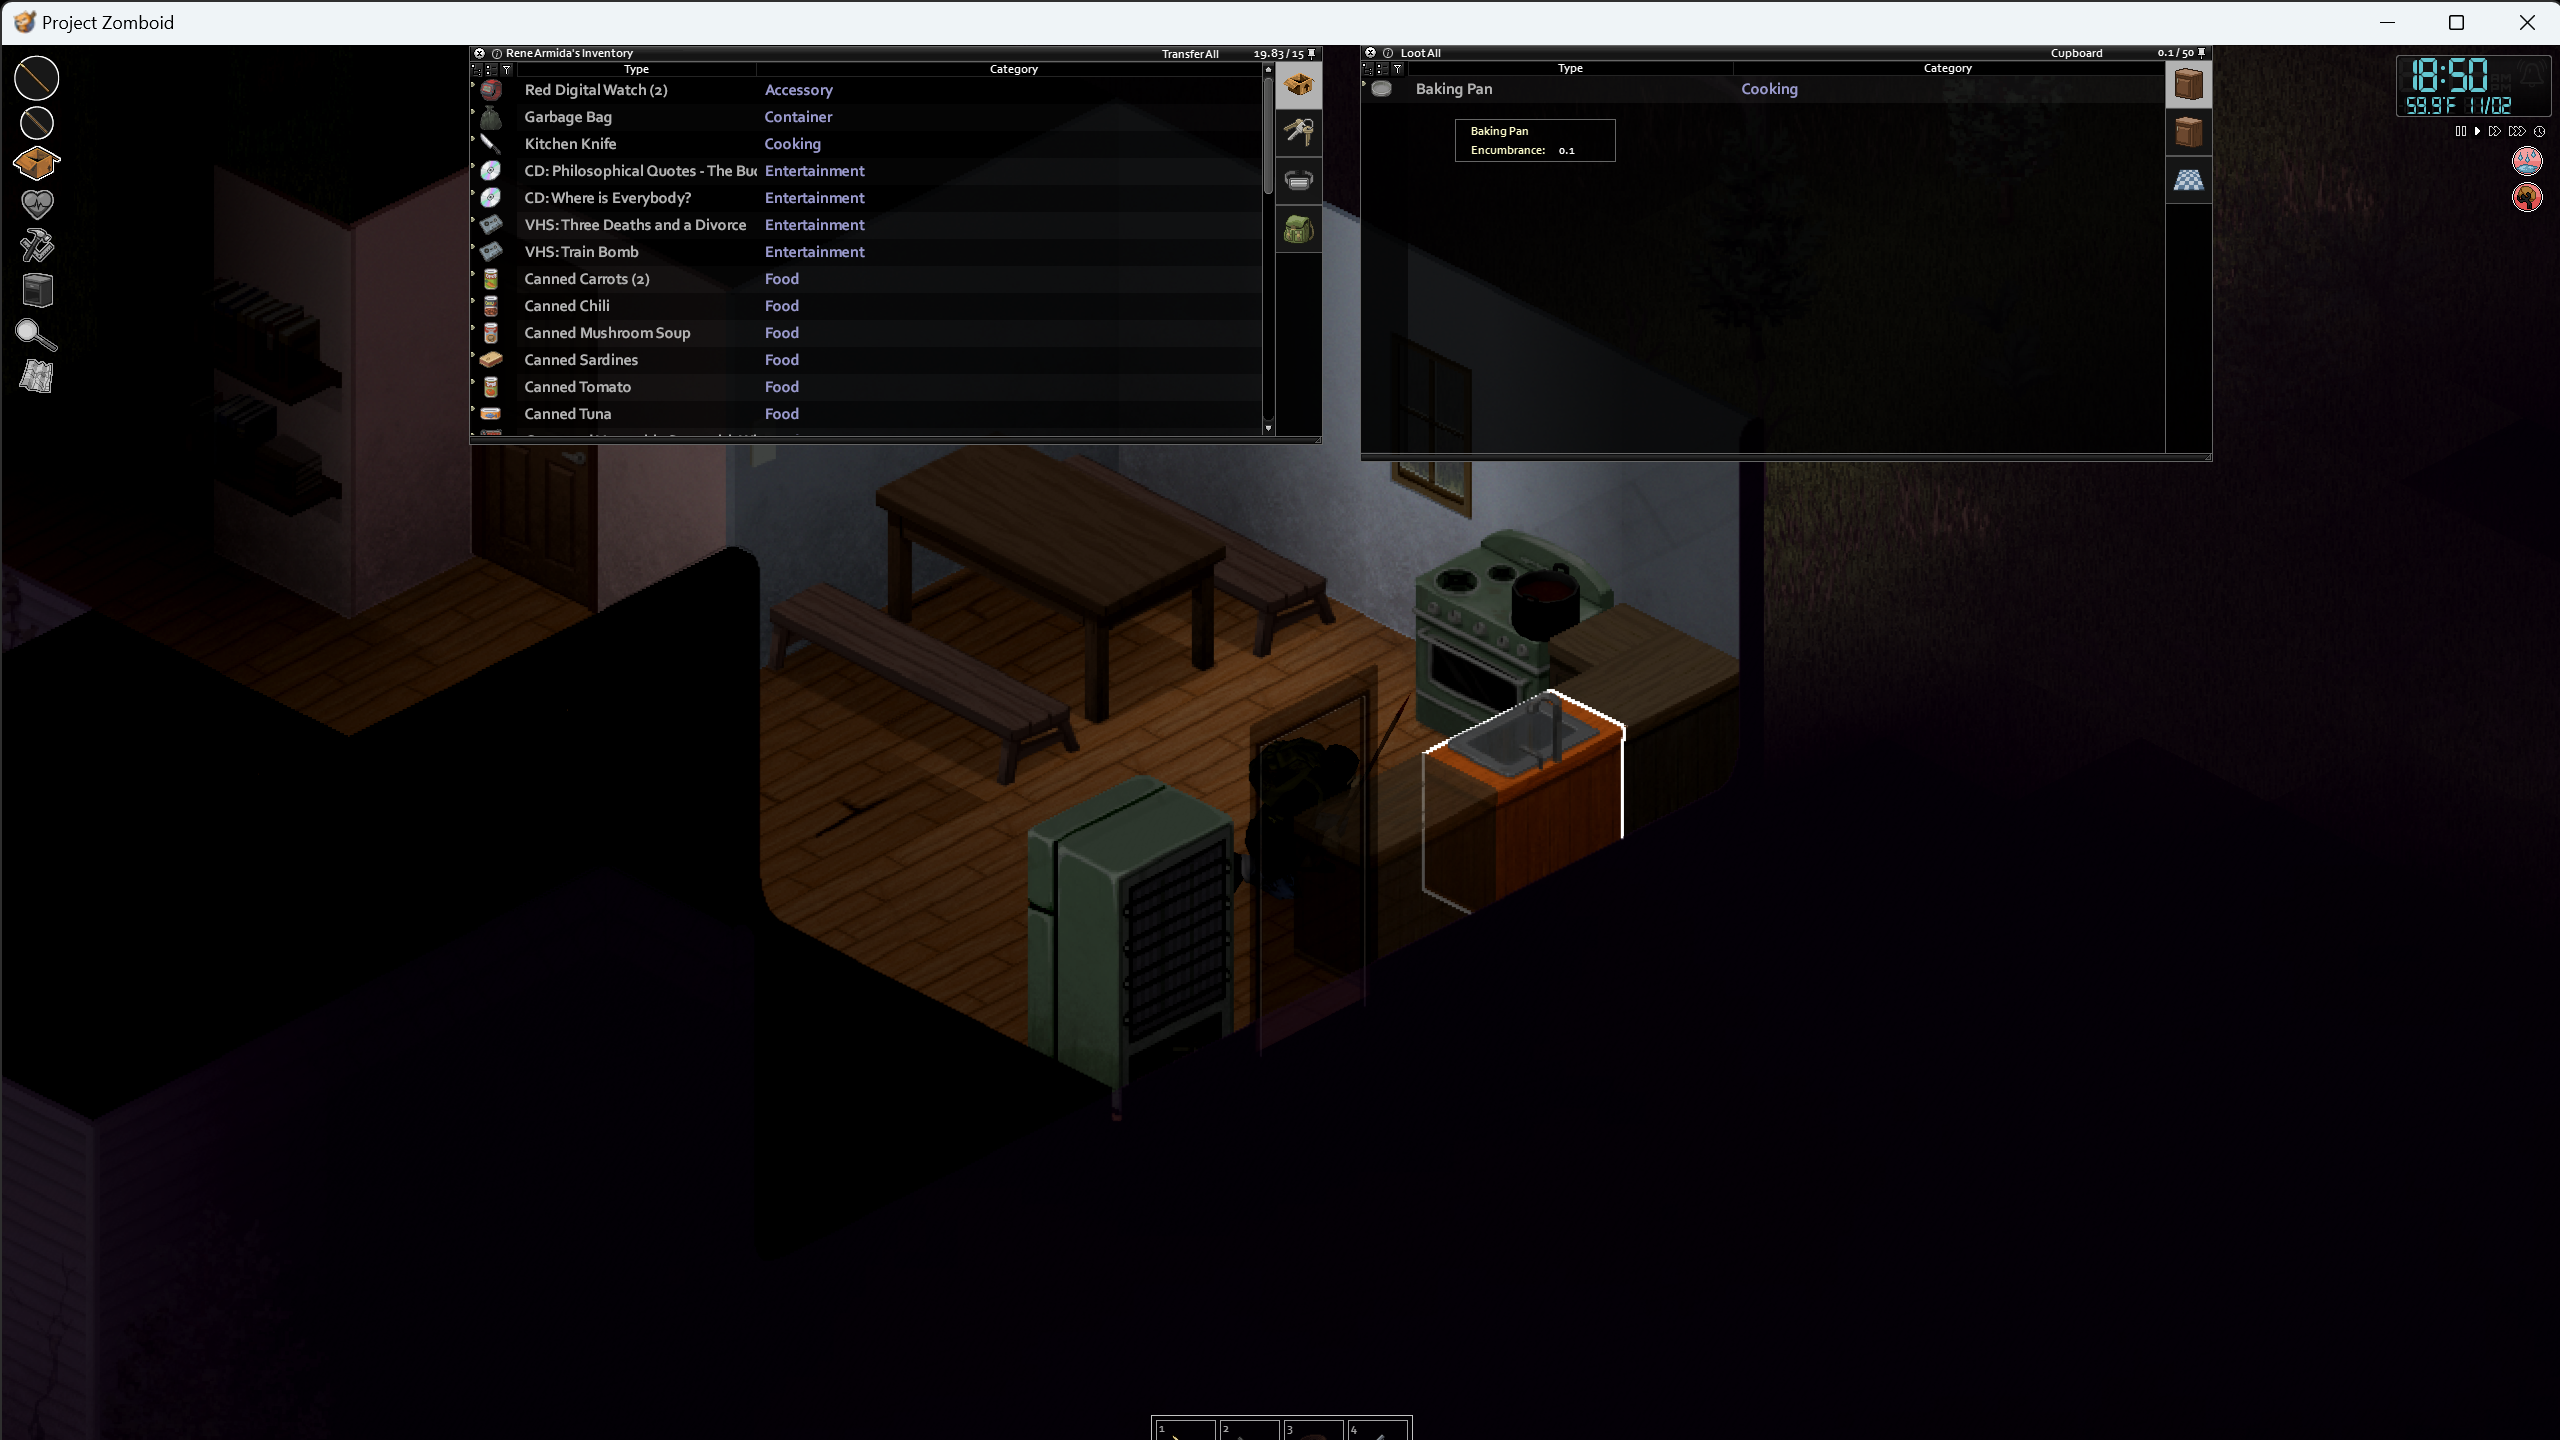 Project Zomboid
Rene Armida's Inventory
Transfer All
19.83 / 15
Type
Category
Red Digital Watch (2)
Accessory
Garbage Bag
Container
Kitchen Knife
Cooking
CD: Philosophical Quotes - The Bu
Entertainment
CD: Where is Everybody?
Entertainment
VHS: Three Deaths and a Divorce
Entertainment
VHS: Train Bomb
Entertainment
Canned Carrots (2)
Food
Canned Chili
Food
Canned Mushroom Soup
Food
Canned Sardines
Food
Canned Tomato
Food
Canned Tuna
Food
Loot All
Cupboard
0.1 / 50
Type
Category
Baking Pan
Cooking
Baking Pan
Encumbrance: 0.1
18:50
59.9°F 11/02
1
2
3
4